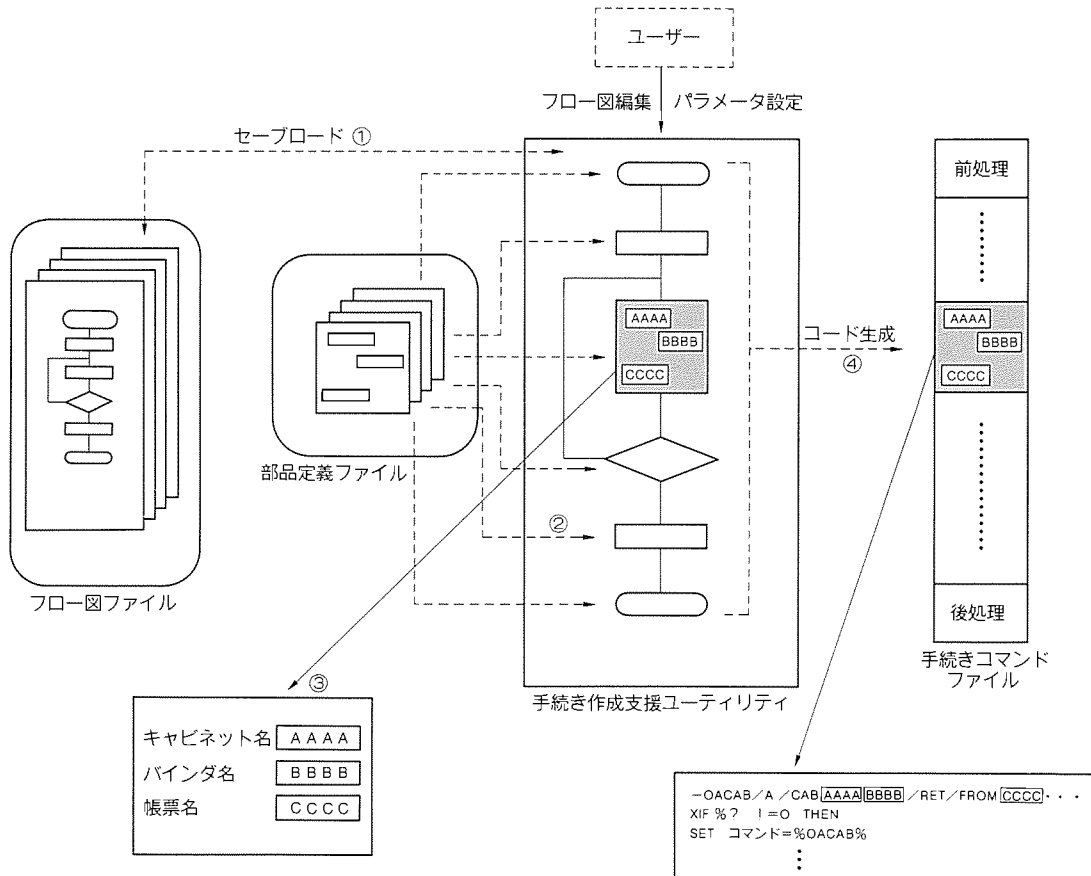 ユーザー
フロー図編集 パラメータ設定
セーブロード ①
前処理
AAAA
BBBB
CCCC
コード生成
④
AAAA
BBBB
CCCC
部品定義ファイル
②
フロー図ファイル
後処理
手続きコマンド
ファイル
③
手続き作成支援ユーティリティ
キャビネット名 AAAA
バインダ名 BBBB
帳票名 CCCC
−OACAB/A /CAB AAAA BBBB /RET/FROM CCCC・・・
XIF %? !=O THEN
SET コマンド=%OACAB%